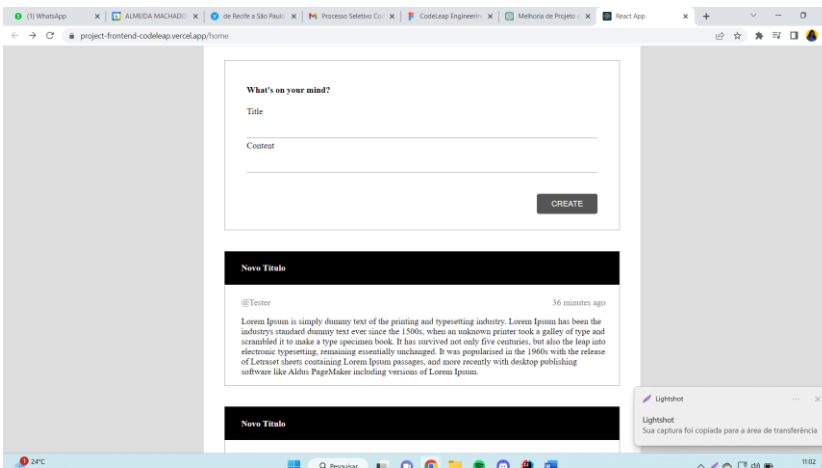 (1) WhatsApp
ALMEIDA MACHADO
de Recife a São Paulo
Processo Seletivo Coc
CodeLeap Engineering
Melhoria de Projeto
React App
project-frontend-codeleap.vercel.app/home
What's on your mind?
Title
Content
CREATE
Novo Título
@Tester
36 minutes ago
Lorem Ipsum is simply dummy text of the printing and typesetting industry. Lorem Ipsum has been the
industrys standard dummy text ever since the 1500s, when an unknown printer took a galley of type and
scrambled it to make a type specimen book. It has survived not only five centuries, but also the leap into
electronic typesetting, remaining essentially unchanged. It was popularised in the 1960s with the release
of Letraset sheets containing Lorem Ipsum passages, and more recently with desktop publishing
software like Aldus PageMaker including versions of Lorem Ipsum.
Novo Título
Lightshot
Lightshot
Sua captura foi copiada para a área de transferência
1
24°C
Pesquisar
11:02